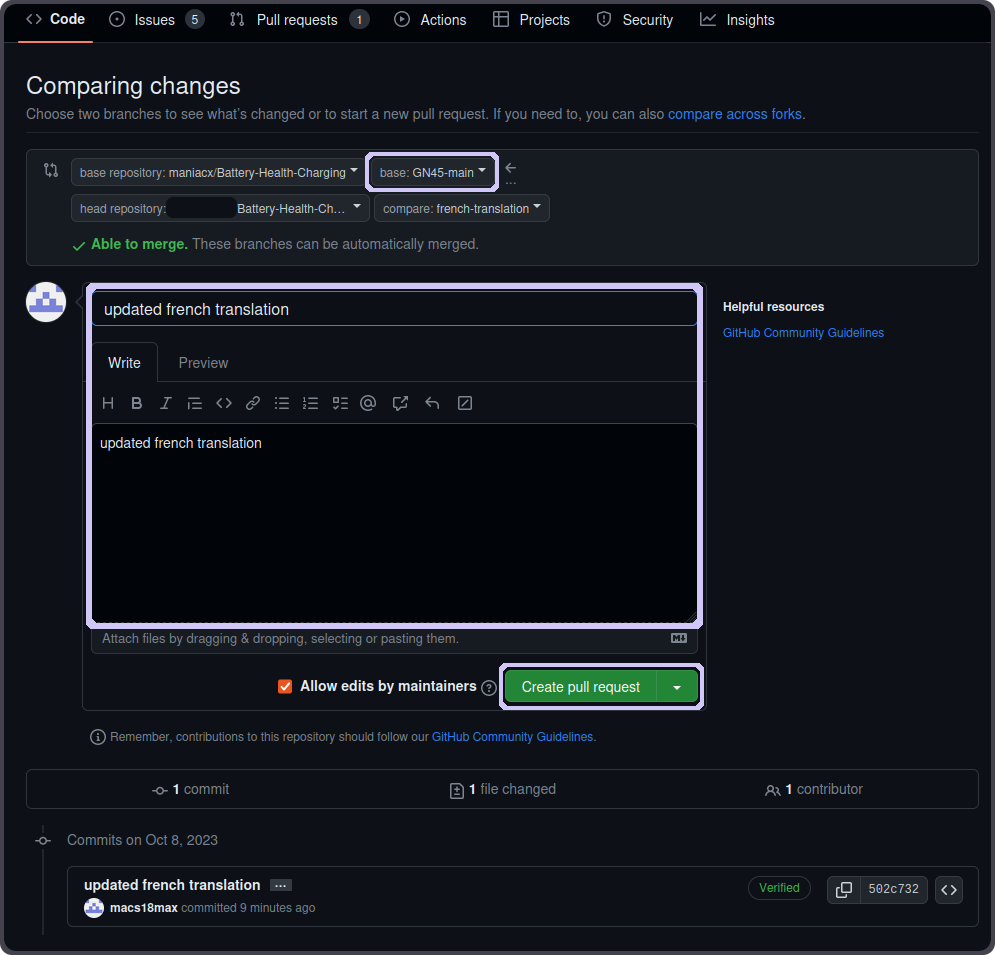 Code Issues 5 Pull requests 1 Actions Projects Security Insights
Comparing changes
Choose two branches to see what's changed or to start a new pull request. If you need to, you can also compare across forks.
base repository: maniacx/Battery-Health-Charging base: GN45-main
...
head repository: Battery-Health-Ch... compare: french-translation
Able to merge. These branches can be automatically merged.
updated french translation
Helpful resources
GitHub Community Guidelines
Write Preview
updated french translation
Attach files by dragging & dropping, selecting or pasting them.
Allow edits by maintainers Create pull request
Remember, contributions to this repository should follow our GitHub Community Guidelines.
1 commit 1 file changed 1 contributor
Commits on Oct 8, 2023
updated french translation ...
Verified 502c732
macs18max committed 9 minutes ago